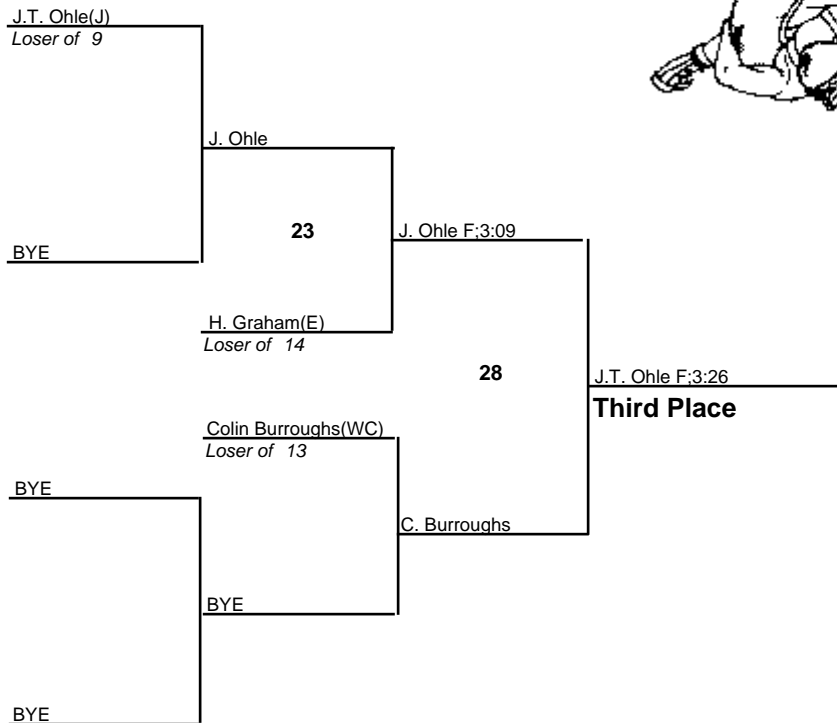 J.T. Ohle(J)
Loser of 9
J. Ohle
23
J. Ohle F;3:09
BYE
H. Graham(E)
Loser of 14
28
J.T. Ohle F;3:26
Third Place
Colin Burroughs(WC)
Loser of 13
BYE
C. Burroughs
BYE
BYE